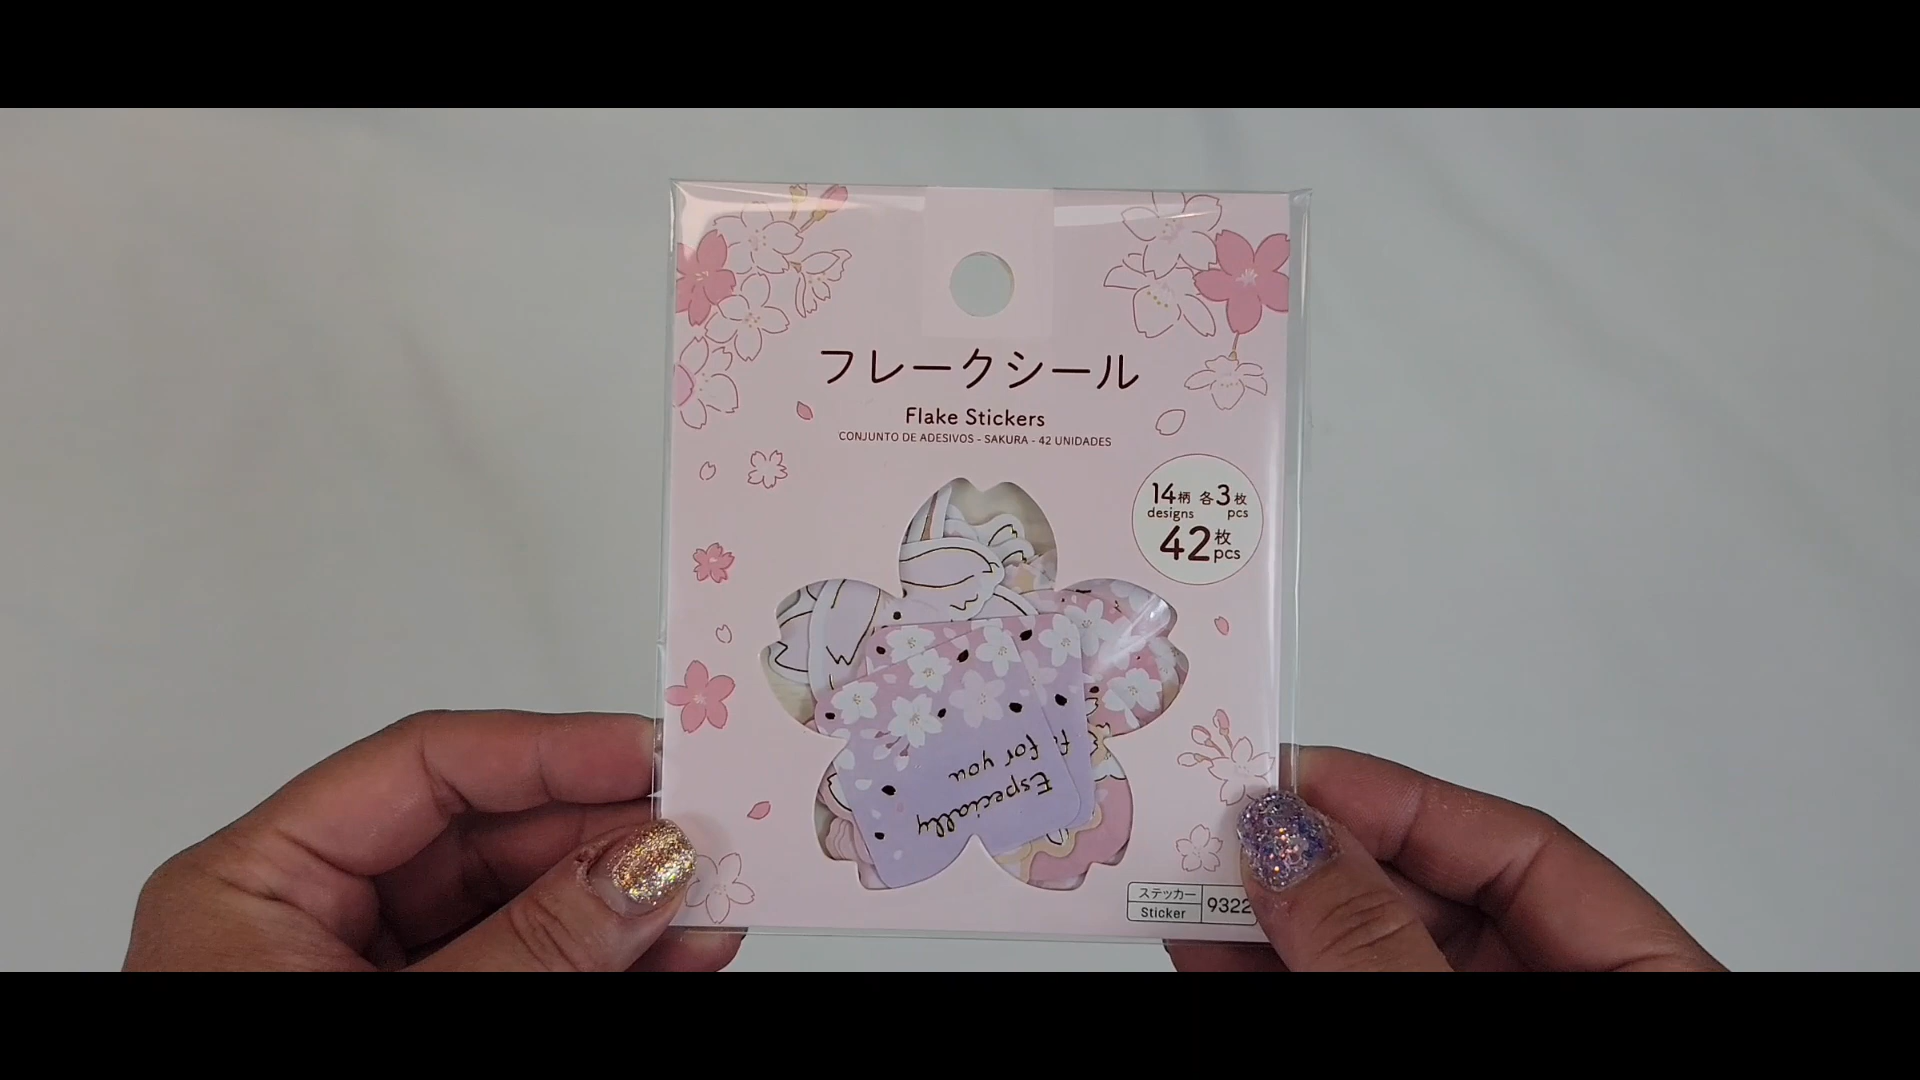 フレークシール
Flake Stickers
CONJUNTO DE ADESIVOS - SAKURA - 42 UNIDADES
14柄 各3枚
designs pcs
42枚
pcs
Especially
for you
ステッカー
Sticker
9322